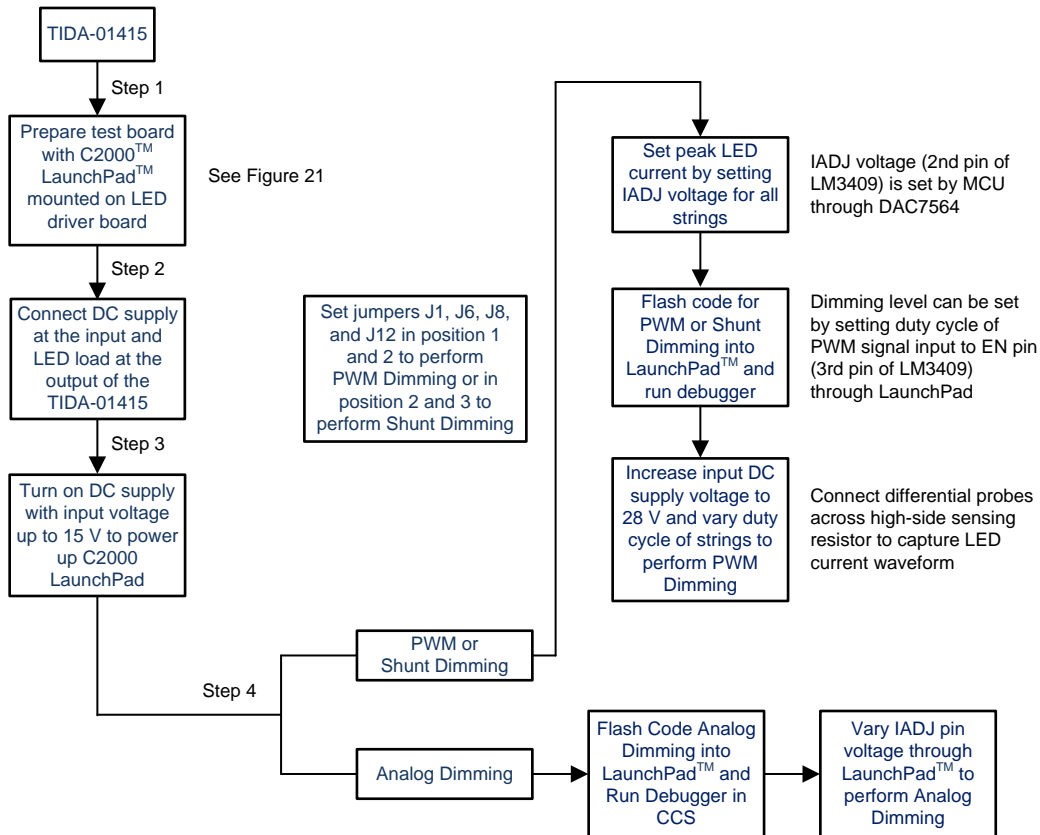 TIDA-01415
Step 1
Prepare test board
with C2000™
LaunchPad™
mounted on LED
driver board
See Figure 21
Step 2
Connect DC supply
at the input and
LED load at the
output of the
TIDA-01415
Step 3
Turn on DC supply
with input voltage
up to 15 V to power
up C2000
LaunchPad
Set jumpers J1, J6, J8,
and J12 in position 1
and 2 to perform
PWM Dimming or in
position 2 and 3 to
perform Shunt Dimming
Step 4
PWM or
Shunt Dimming
Set peak LED
current by setting
IADJ voltage for all
strings
IADJ voltage (2nd pin of
LM3409) is set by MCU
through DAC7564
Flash code for
PWM or Shunt
Dimming into
LaunchPad™ and
run debugger
Dimming level can be set
by setting duty cycle of
PWM signal input to EN pin
(3rd pin of LM3409)
through LaunchPad
Increase input DC
supply voltage to
28 V and vary duty
cycle of strings to
perform PWM
Dimming
Connect differential probes
across high-side sensing
resistor to capture LED
current waveform
Analog Dimming
Flash Code Analog
Dimming into
LaunchPad™ and
Run Debugger in
CCS
Vary IADJ pin
voltage through
LaunchPad™ to
perform Analog
Dimming